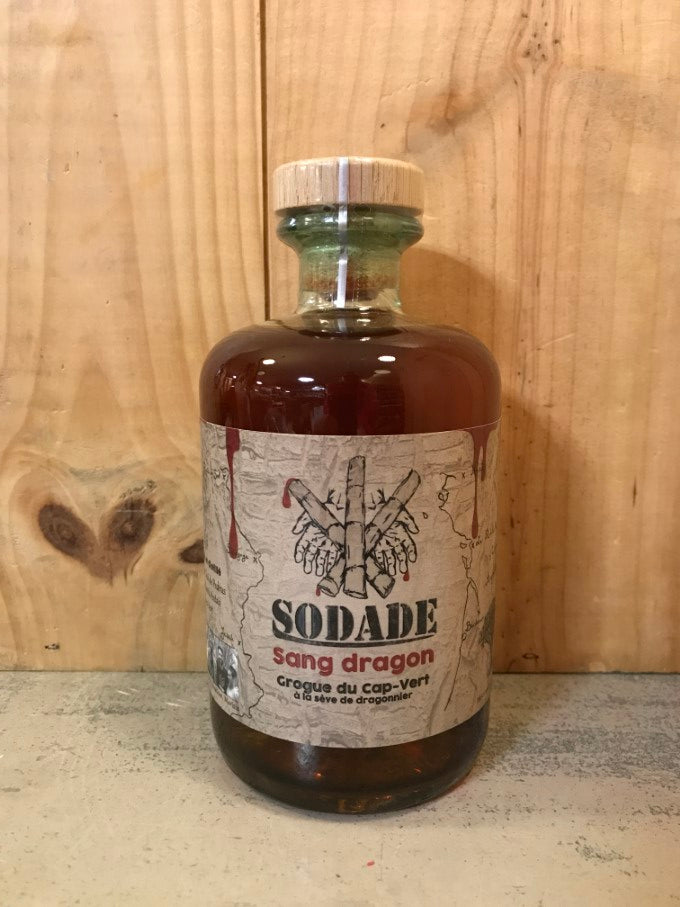 SODADE
Sang dragon
Grogue du Cap-Vert
à la sève de dragonnier